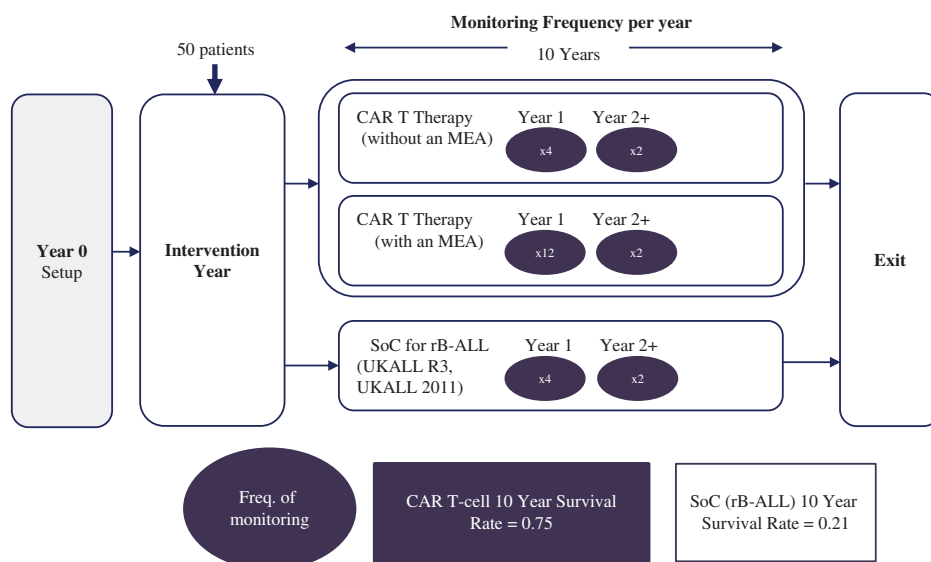 Monitoring Frequency per year
10 Years
50 patients
Year 0
Setup
Intervention
Year
CAR T Therapy
(without an MEA)
Year 1
Year 2+
x4
x2
CAR T Therapy
(with an MEA)
Year 1
Year 2+
x12
x2
SoC for rB-ALL
(UKALL R3,
UKALL 2011)
Year 1
Year 2+
x4
x2
Exit
Freq. of
monitoring
CAR T-cell 10 Year Survival
Rate = 0.75
SoC (rB-ALL) 10 Year
Survival Rate = 0.21